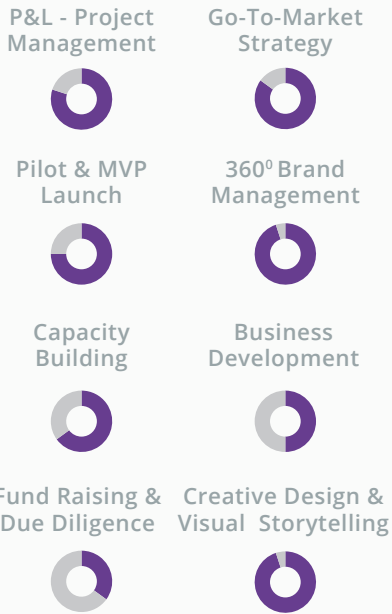 P&L - Project
Management
Go-To-Market
Strategy
Pilot & MVP
Launch
360⁰ Brand
Management
Capacity
Building
Business
Development
Fund Raising &
Due Diligence
Creative Design &
Visual Storytelling